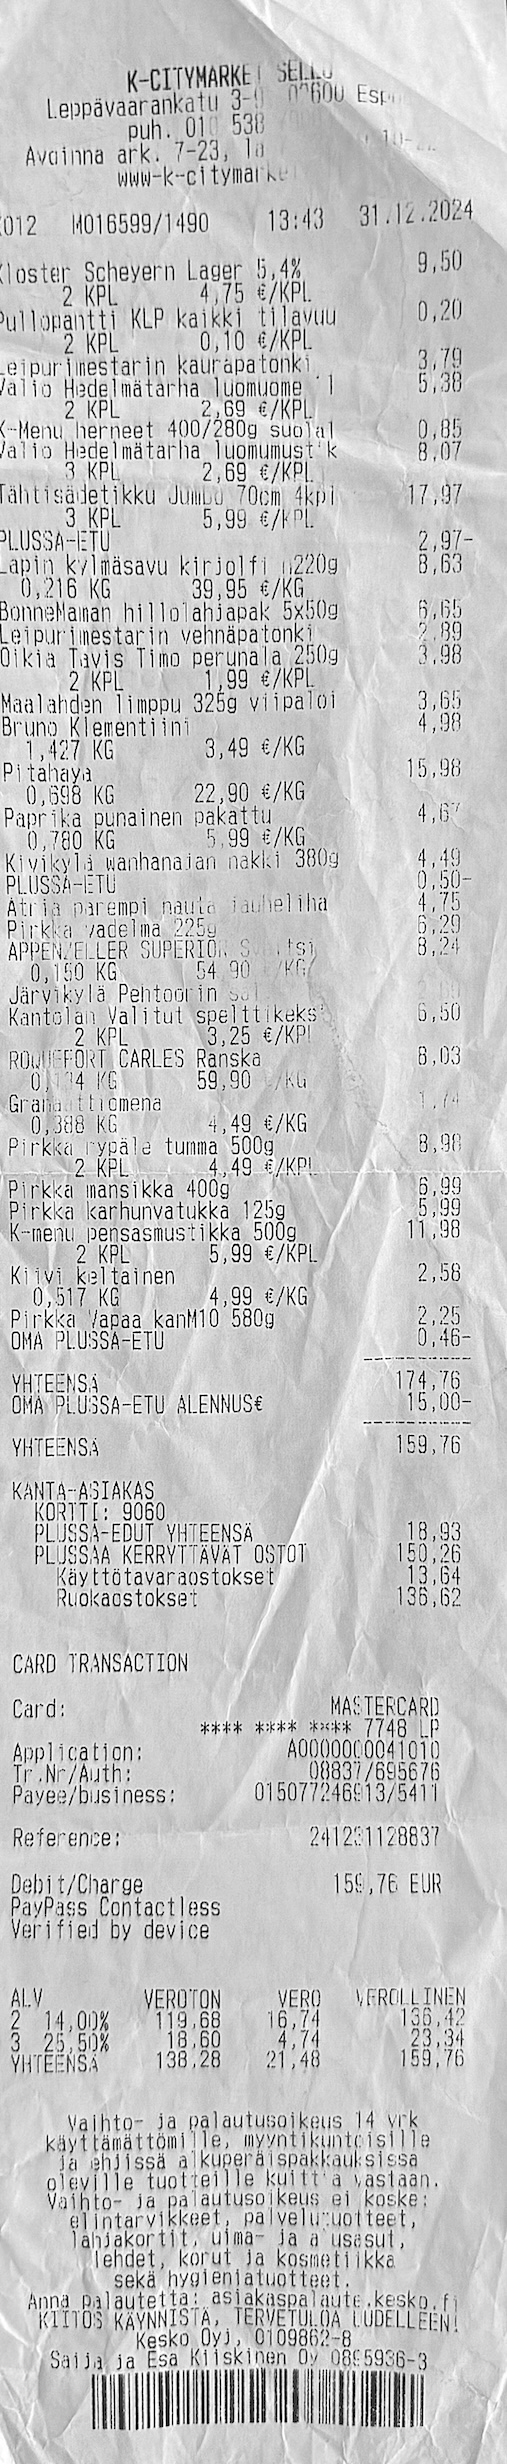 K-CITYMARKET SELLO
Leppävaarankatu 3-9 Esp
puh. 538
Avoinna ark. 7-23,
www-k-citymarke
M016599/1490 13:43 31.12.2024
Kloster Scheyern Lager 5,4% 9,50
2 KPL 4,75 €/KPL
Pullopantti KLP kaikki tilavuu 0,20
2 KPL 0,10 €/KPL
Leipurimestarin kaurapatonki 3,79
Valio Hedelmätarha luomuome 1 5,38
2 KPL 2,69 €/KPL
K-Menu herneet 400/280g suolal 0,85
Valio Hedelmätarha luomumust k 8,07
3 KPL 2,69 €/KPL
Tähtisädetikku Jumbo 70cm 4kpl 17,97
3 KPL 5,99 €/KPL
PLUSSA-ETU 2,97-
Lapin kylmäsavu kirjolfi n220g 8,63
0,216 KG 39,95 €/KG
BonneMaman hillolahjapak 5x50g 6,65
Leipurimestarin vehnäpatonki 2,89
Oikia Tavis Timo perunala 250g 3,98
2 KPL 1,99 €/KPL
Maalahden limppu 325g viipaloi 3,65
Bruno Klementiini 4,98
1,427 KG 3,49 €/KG
Pitahaya 15,98
0,698 KG 22,90 €/KG
Paprika punainen pakattu 4,67
0,780 KG 5,99 €/KG
Kivikylä wanhanajan nakki 380g 4,49
PLUSSA-ETU 0,50-
Atria parempi nauta jauheliha 4,75
Pirkka vadelma 225g 6,29
APPENZELLER SUPERIOR Sveitsi 8,24
0,150 KG 54,90 €/KG
Järvikylä Pehtoorin
Kantolan Valitut spelttikeksi 6,50
2 KPL 3,25 €/KPL
ROQUEFORT CARLES Ranska 8,03
0,134 KG 59,90 €/KG
Granaattiomena 1,74
0,388 KG 4,49 €/KG
Pirkka rypäle tumma 500g 8,98
2 KPL 4,49 €/KPL
Pirkka mansikka 400g 6,99
Pirkka karhunvatukka 125g 5,99
K-menu pensasmustikka 500g 11,98
2 KPL 5,99 €/KPL
Kiivi keltainen 2,58
0,517 KG 4,99 €/KG
Pirkka Vapaa kanM10 580g 2,25
OMA PLUSSA-ETU 0,46-
YHTEENSÄ 174,76
OMA PLUSSA-ETU ALENNUS€ 15,00-
YHTEENSÄ 159,76
KANTA-ASIAKAS
KORTTI: 9060
PLUSSA-EDUT YHTEENSÄ 18,93
PLUSSAA KERRYTTÄVÄT OSTOT 150,26
Käyttötavaraostokset 13,64
Ruokaostokset 136,62
CARD TRANSACTION
Card: MASTERCARD
**** **** **** 7748 LP
Application: A0000000041010
Tr.Nr/Auth: 08837/695676
Payee/business: 015077246913/5411
Reference: 241231128837
Debit/Charge 159,76 EUR
PayPass Contactless
Verified by device
ALV VEROTON VERO VEROLLINEN
2 14,00% 119,68 16,74 136,42
3 25,50% 18,60 4,74 23,34
YHTEENSÄ 138,28 21,48 159,76
Vaihto- ja palautusoikeus 14 vrk
käyttämättömille, myyntikuntoisille
ja ehjissä alkuperäispakkauksissa
oleville tuotteille kuittia vastaan.
Vaihto- ja palautusoikeus ei koske:
elintarvikkeet, palvelutuotteet,
lahjakortit, uima- ja alusasut,
lehdet, korut ja kosmetiikka
sekä hygieniatuotteet.
Anna palautetta: asiakaspalaute.kesko.fi
KIITOS KÄYNNISTÄ, TERVETULOA UUDELLEEN!
Kesko Oyj, 0109862-8
Saija ja Esa Kiiskinen Oy 0895936-3